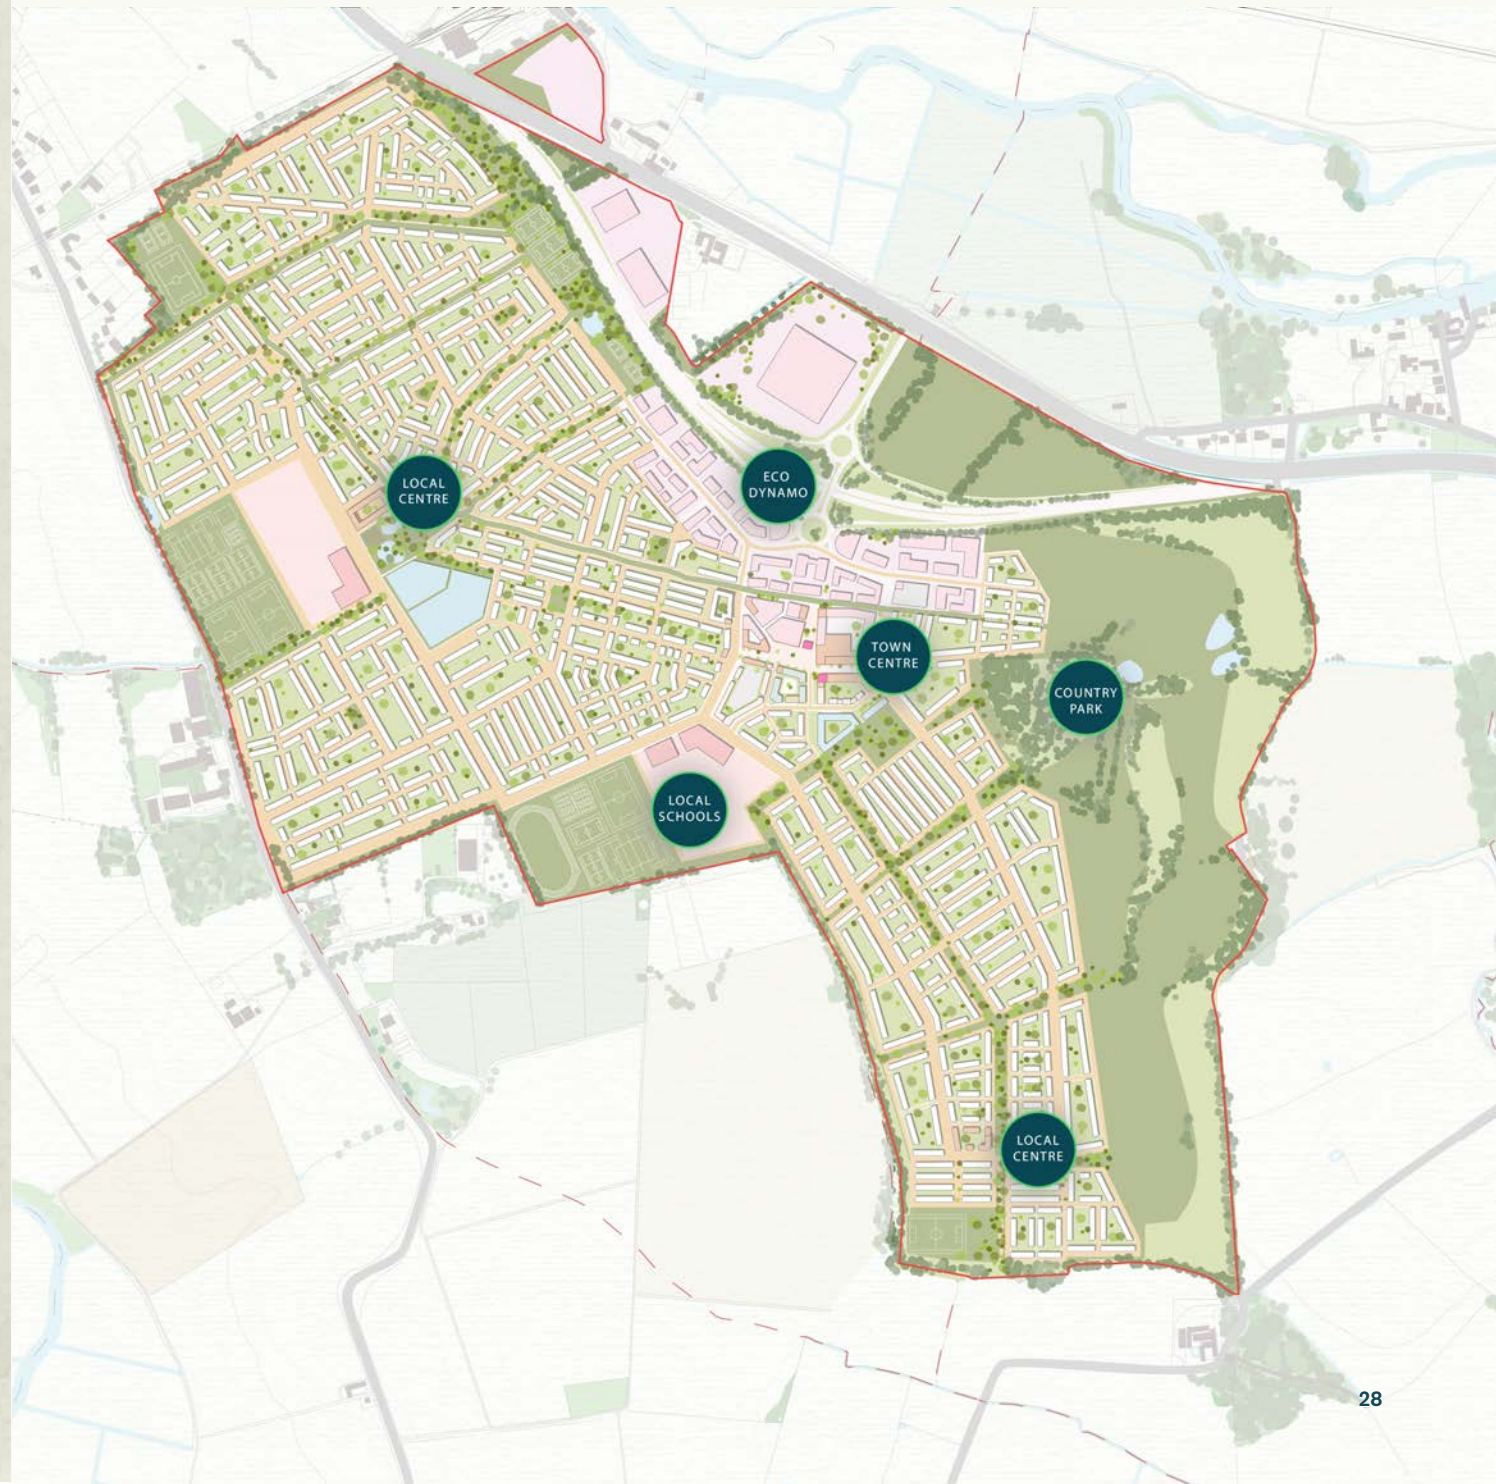 LOCAL
CENTRE
ECO
DYNAMO
TOWN
CENTRE
COUNTRY
PARK
LOCAL
SCHOOLS
LOCAL
CENTRE
28